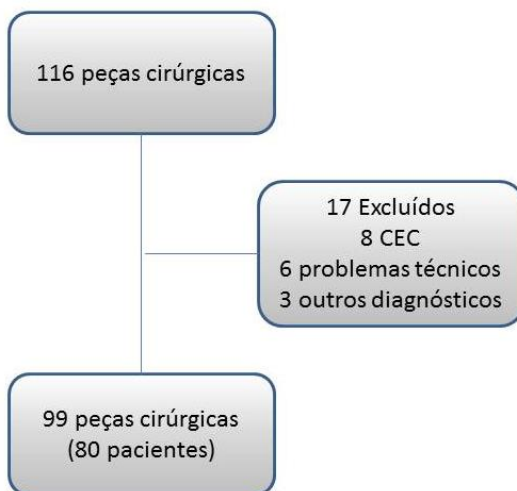 116 peças cirúrgicas
17 Excluídos
8 CEC
6 problemas técnicos
3 outros diagnósticos
99 peças cirúrgicas
(80 pacientes)